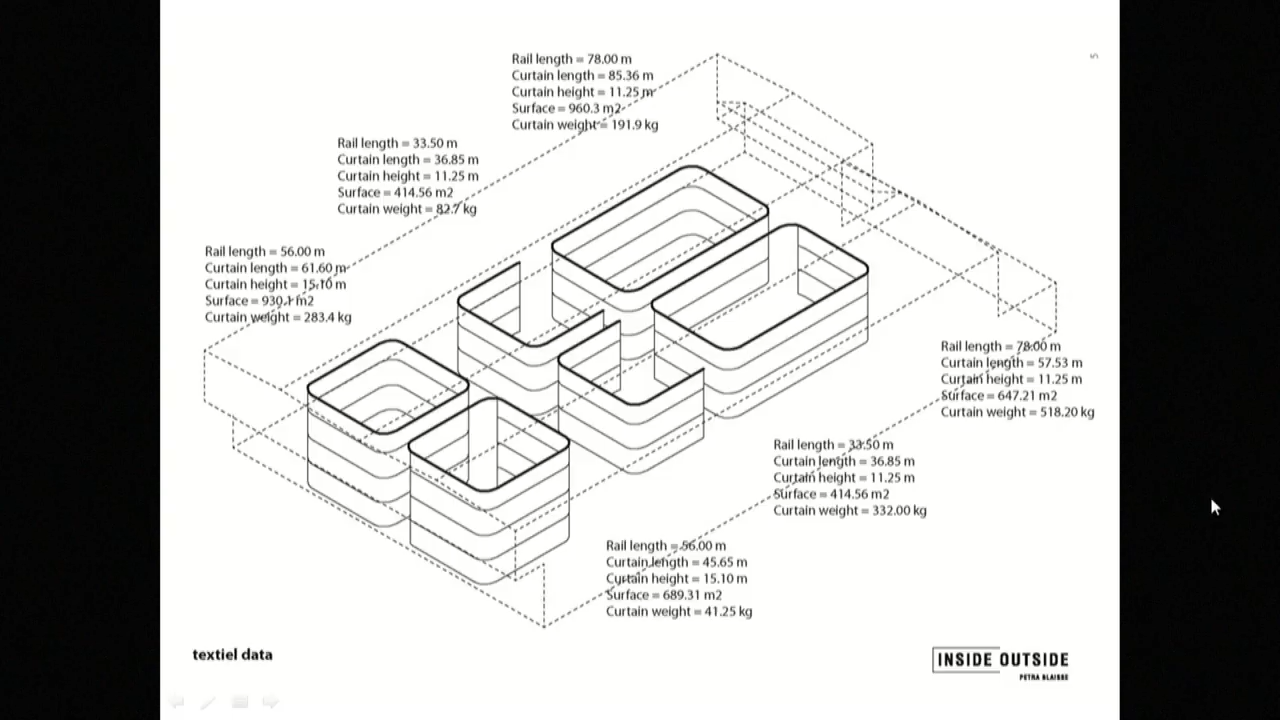 5
Rail length = 78.00 m
Curtain length = 85.36 m
Curtain height = 11.25 m
Surface = 960.3 m2
Curtain weight = 191.9 kg
Rail length = 33.50 m
Curtain length = 36.85 m
Curtain height = 11.25 m
Surface = 414.56 m2
Curtain weight = 82.7 kg
Rail length = 56.00 m
Curtain length = 61.60 m
Curtain height = 15.10 m
Surface = 930.1 m2
Curtain weight = 283.4 kg
Rail length = 78.00 m
Curtain length = 57.53 m
Curtain height = 11.25 m
Surface = 647.21 m2
Curtain weight = 518.20 kg
Rail length = 33.50 m
Curtain length = 36.85 m
Curtain height = 11.25 m
Surface = 414.56 m2
Curtain weight = 332.00 kg
Rail length = 56.00 m
Curtain length = 45.65 m
Curtain height = 15.10 m
Surface = 689.31 m2
Curtain weight = 41.25 kg
textiel data
INSIDE OUTSIDE
PETRA BLAISSE